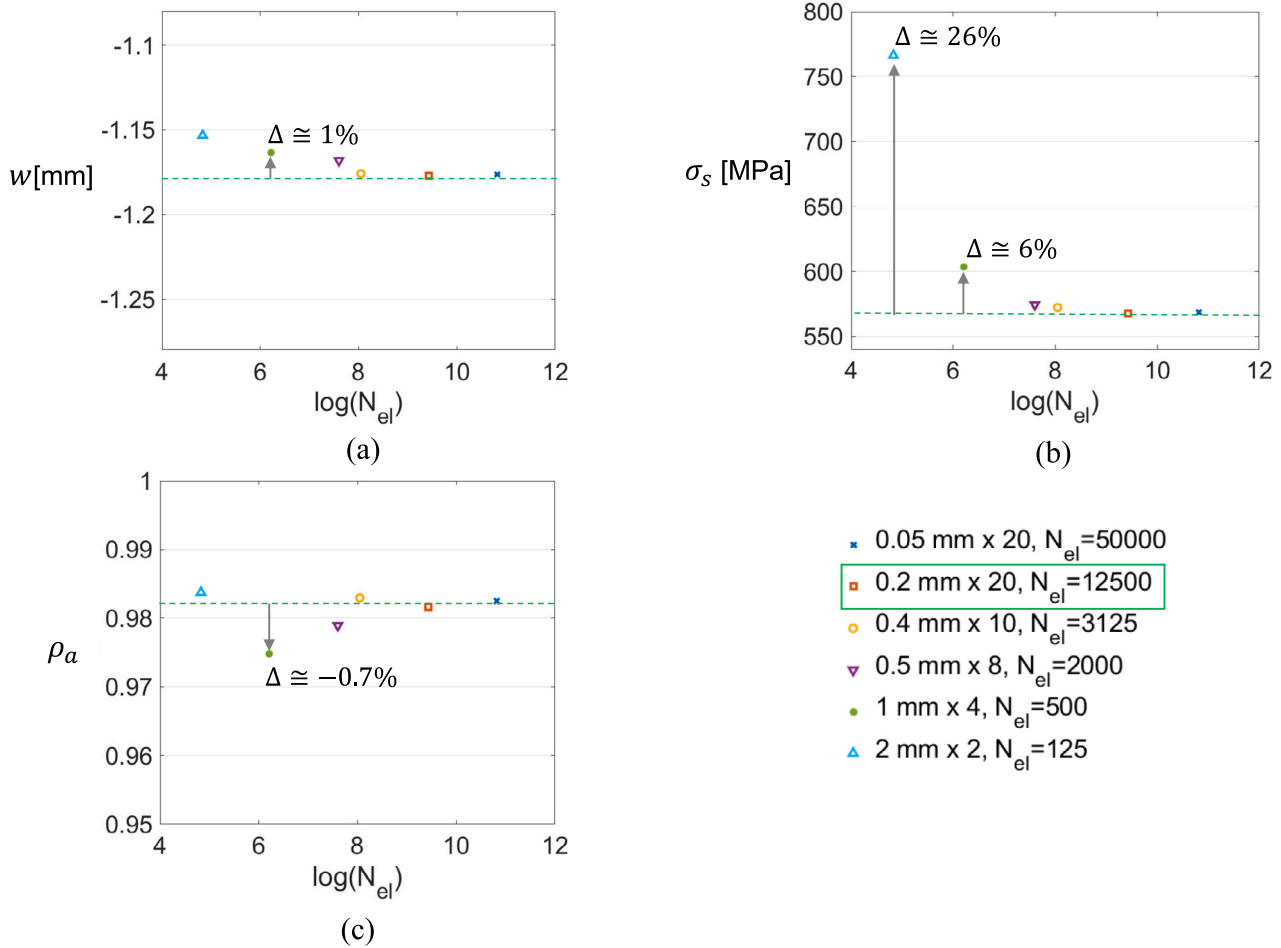 -1.1
-1.15
-1.2
-1.25
w[mm]
Δ ≅ 1%
4 6 8 10 12
log(N_el)
(a)
800
750
700
650
600
550
σ_s [MPa]
Δ ≅ 26%
Δ ≅ 6%
4 6 8 10 12
log(N_el)
(b)
1
0.99
0.98
0.97
0.96
0.95
ρ_a
Δ ≅ −0.7%
4 6 8 10 12
log(N_el)
(c)
0.05 mm x 20, N_el=50000
0.2 mm x 20, N_el=12500
0.4 mm x 10, N_el=3125
0.5 mm x 8, N_el=2000
1 mm x 4, N_el=500
2 mm x 2, N_el=125